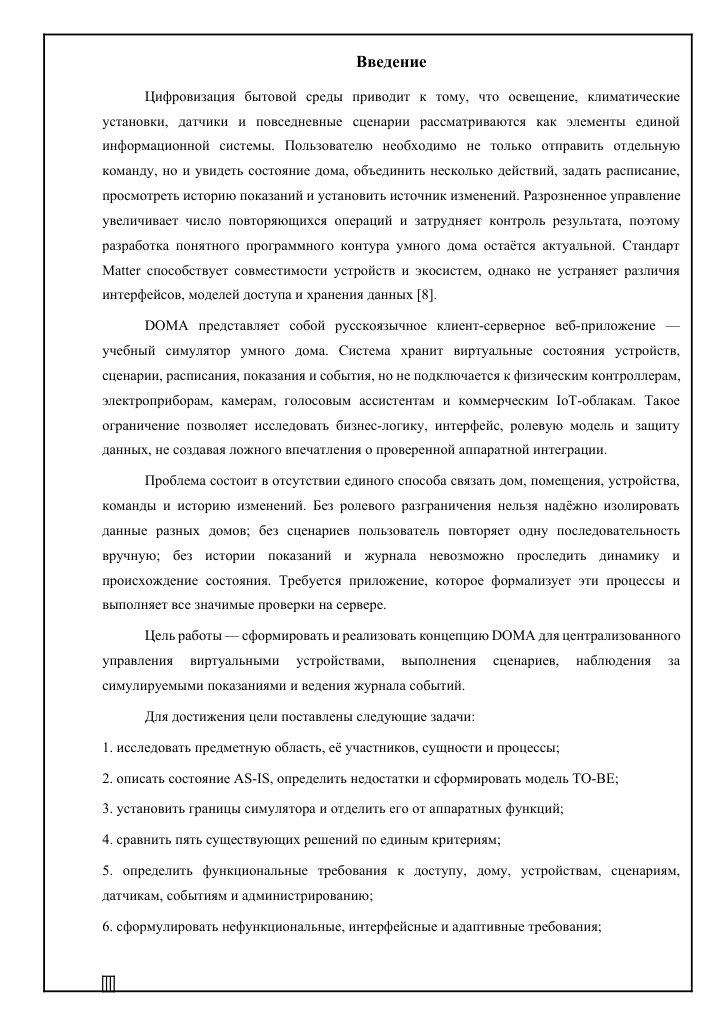 Введение
Цифровизация бытовой среды приводит к тому, что освещение, климатические
установки, датчики и повседневные сценарии рассматриваются как элементы единой
информационной системы. Пользователю необходимо не только отправить отдельную
команду, но и увидеть состояние дома, объединить несколько действий, задать расписание,
просмотреть историю показаний и установить источник изменений. Разрозненное управление
увеличивает число повторяющихся операций и затрудняет контроль результата, поэтому
разработка понятного программного контура умного дома остаётся актуальной. Стандарт
Matter способствует совместимости устройств и экосистем, однако не устраняет различия
интерфейсов, моделей доступа и хранения данных [8].
DOMA представляет собой русскоязычное клиент-серверное веб-приложение —
учебный симулятор умного дома. Система хранит виртуальные состояния устройств,
сценарии, расписания, показания и события, но не подключается к физическим контроллерам,
электроприборам, камерам, голосовым ассистентам и коммерческим IoT-облакам. Такое
ограничение позволяет исследовать бизнес-логику, интерфейс, ролевую модель и защиту
данных, не создавая ложного впечатления о проверенной аппаратной интеграции.
Проблема состоит в отсутствии единого способа связать дом, помещения, устройства,
команды и историю изменений. Без ролевого разграничения нельзя надёжно изолировать
данные разных домов; без сценариев пользователь повторяет одну последовательность
вручную; без истории показаний и журнала невозможно проследить динамику и
происхождение состояния. Требуется приложение, которое формализует эти процессы и
выполняет все значимые проверки на сервере.
Цель работы — сформировать и реализовать концепцию DOMA для централизованного
управления виртуальными устройствами, выполнения сценариев, наблюдения за
симулируемыми показаниями и ведения журнала событий.
Для достижения цели поставлены следующие задачи:
1. исследовать предметную область, её участников, сущности и процессы;
2. описать состояние AS-IS, определить недостатки и сформировать модель TO-BE;
3. установить границы симулятора и отделить его от аппаратных функций;
4. сравнить пять существующих решений по единым критериям;
5. определить функциональные требования к доступу, дому, устройствам, сценариям,
датчикам, событиям и администрированию;
6. сформулировать нефункциональные, интерфейсные и адаптивные требования;